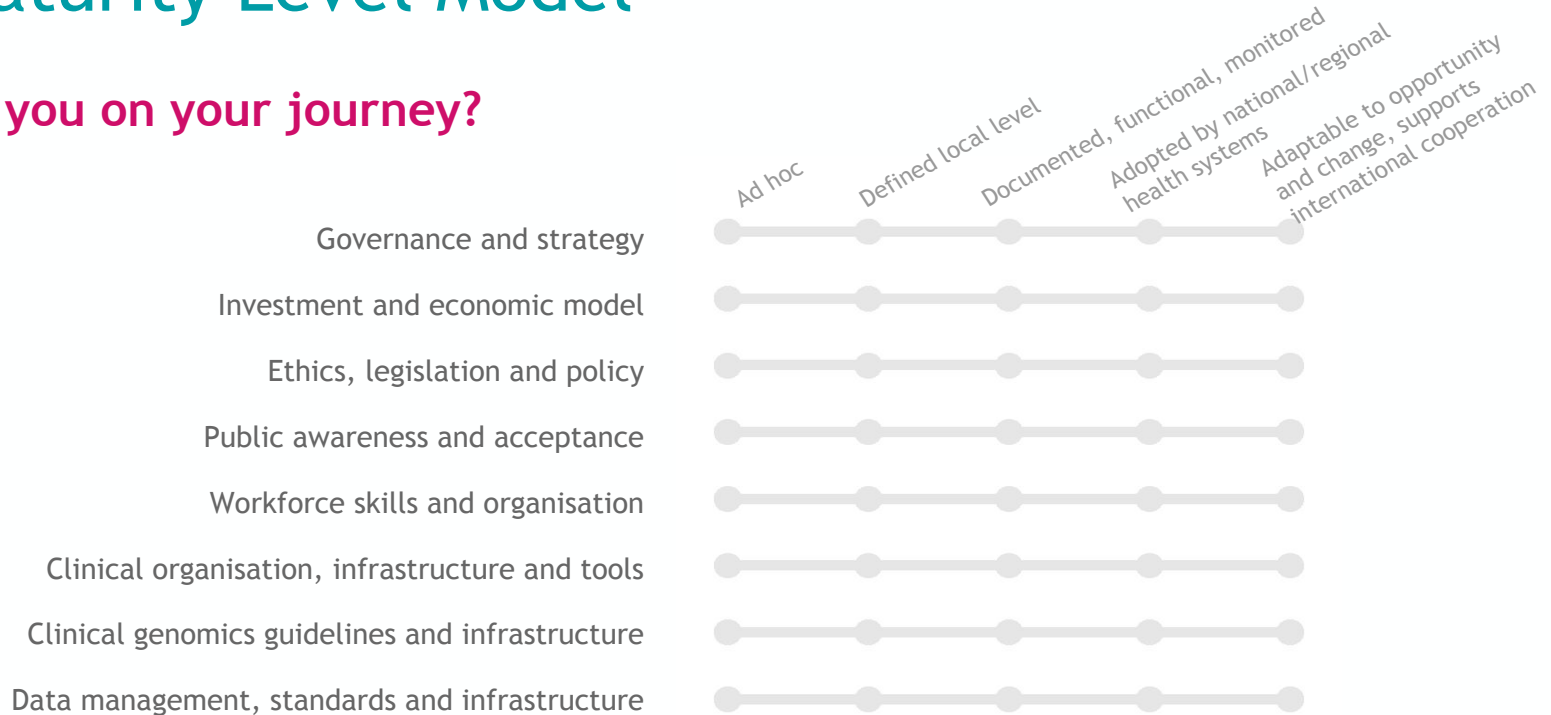 aturity Level Model
you on your journey?
Ad hoc
Defined local level
Documented, functional, monitored
Adopted by national/regional
health systems
Adaptable to opportunity
and change, supports
international cooperation
Governance and strategy
Investment and economic model
Ethics, legislation and policy
Public awareness and acceptance
Workforce skills and organisation
Clinical organisation, infrastructure and tools
Clinical genomics guidelines and infrastructure
Data management, standards and infrastructure